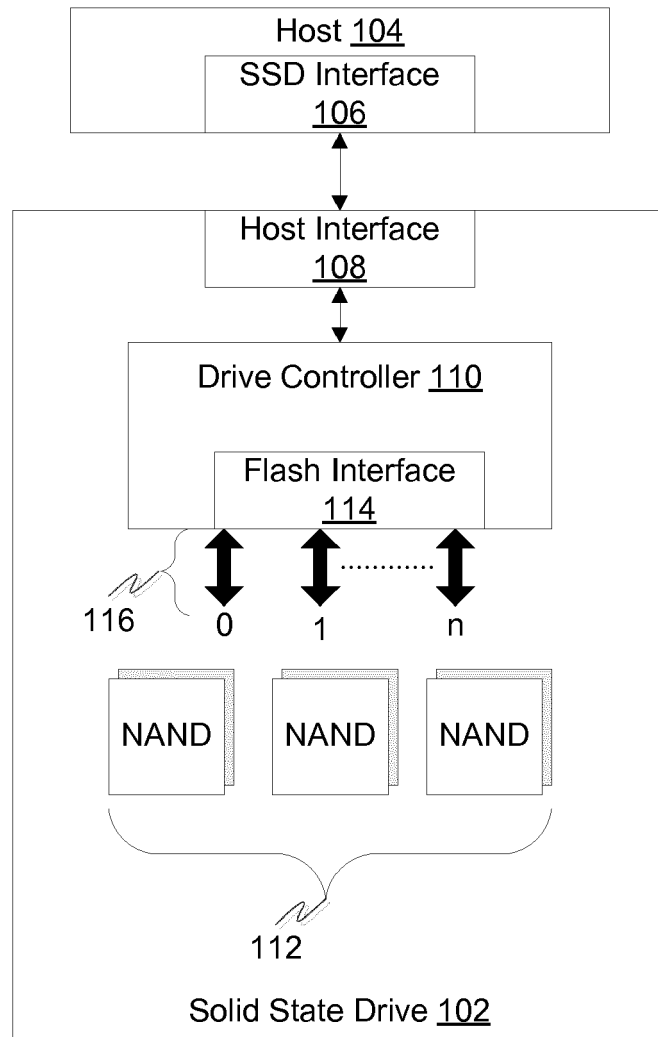 Host 104
SSD Interface
106
Host Interface
108
Drive Controller 110
Flash Interface
114
............
116
0 1 n
NAND NAND NAND
112
Solid State Drive 102